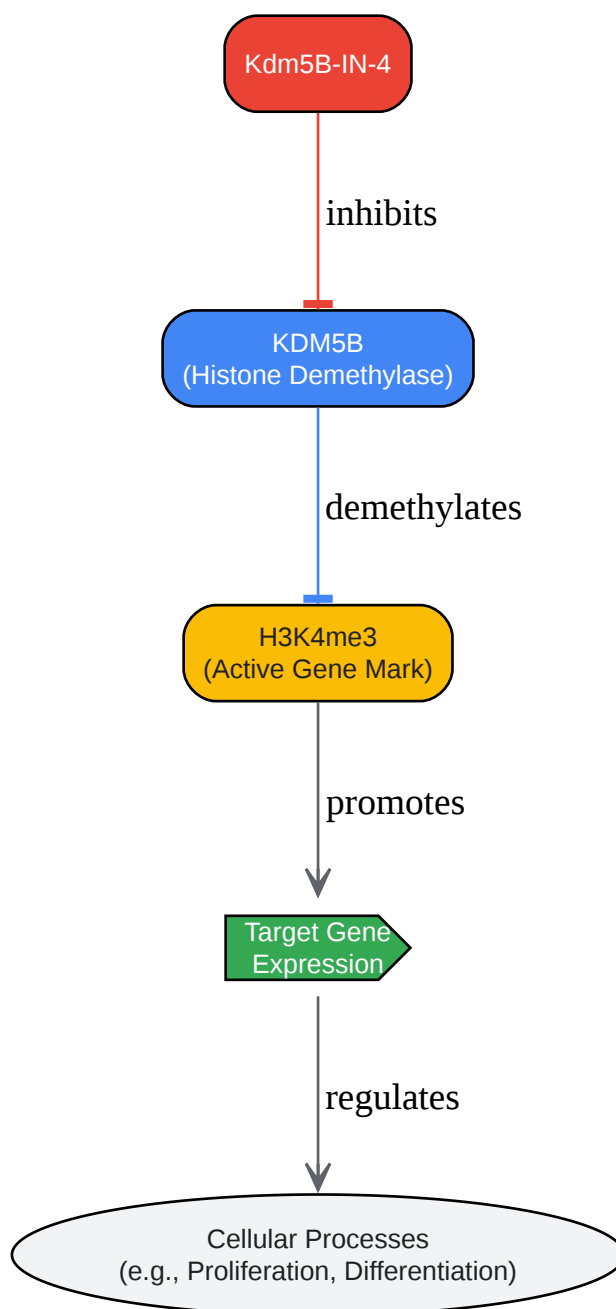 Kdm5B-IN-4
inhibits
KDM5B
(Histone Demethylase)
demethylates
H3K4me3
(Active Gene Mark)
promotes
Target Gene
Expression
regulates
Cellular Processes
(e.g., Proliferation, Differentiation)